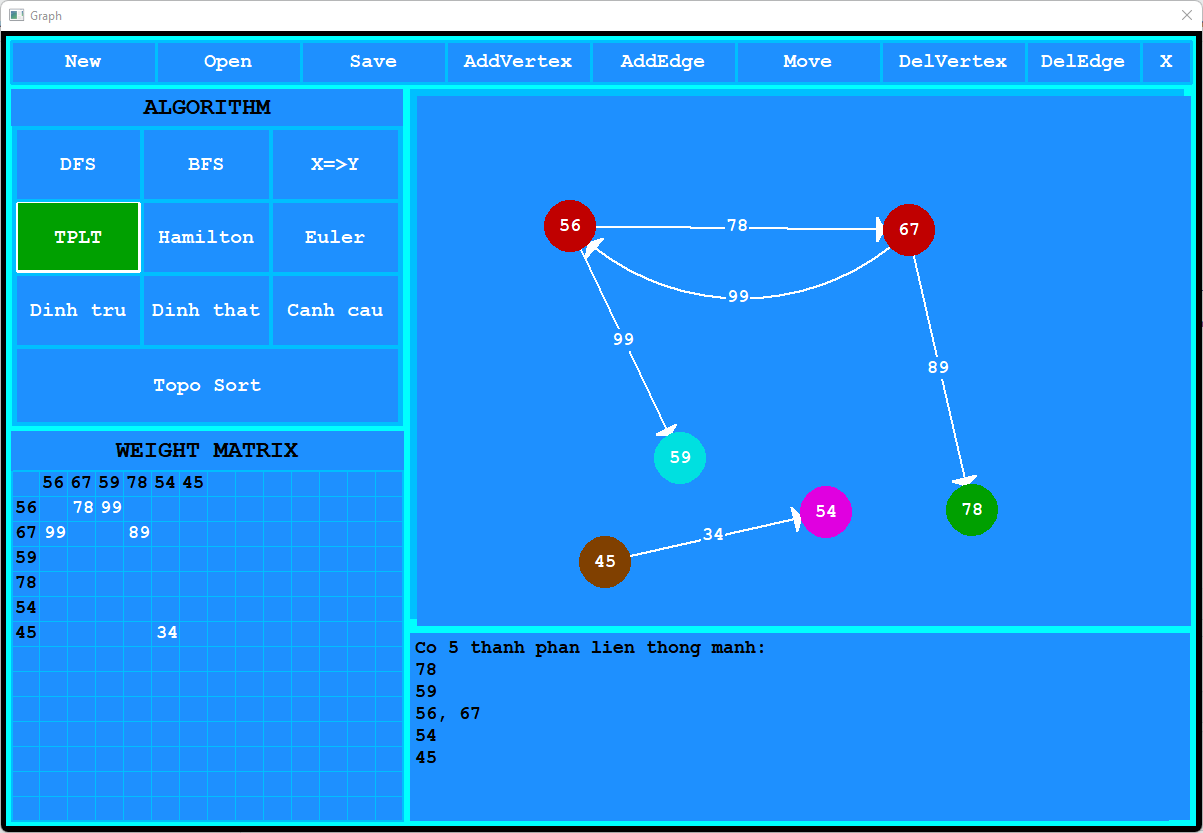 Graph
New Open Save AddVertex AddEdge Move DelVertex DelEdge X
ALGORITHM
DFS BFS X=>Y
TPLT Hamilton Euler
Dinh tru Dinh that Canh cau
Topo Sort
WEIGHT MATRIX
56 67 59 78 54 45
56 78 99
67 99 89
59
78
54
45 34
56 78 67
99
99
89
59
54 78
34
45
Co 5 thanh phan lien thong manh:
78
59
56, 67
54
45